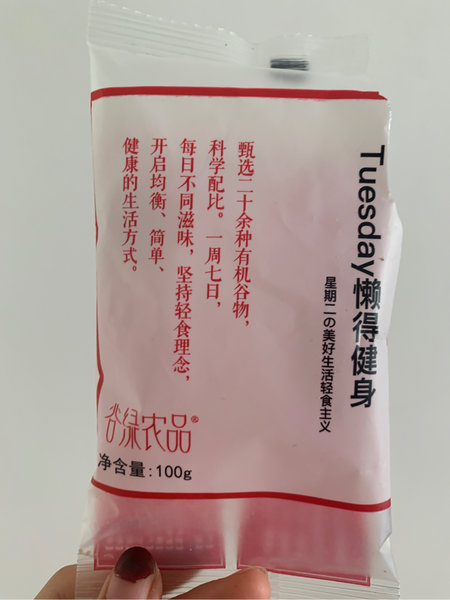 Tuesday懒得健身
星期二の美好生活轻食主义
甄选二十余种有机谷物，
科学配比。一周七日，
每日不同滋味，坚持轻食理念，
开启均衡、简单、
健康的生活方式。
谷绿农品®
净含量:100g